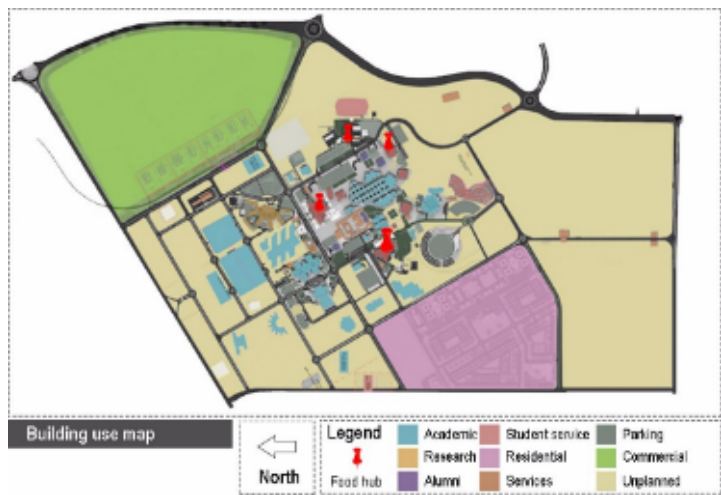 Building use map
North
Legend
Food hub
Academic
Research
Alumni
Student service
Residential
Services
Parking
Commercial
Unplanned